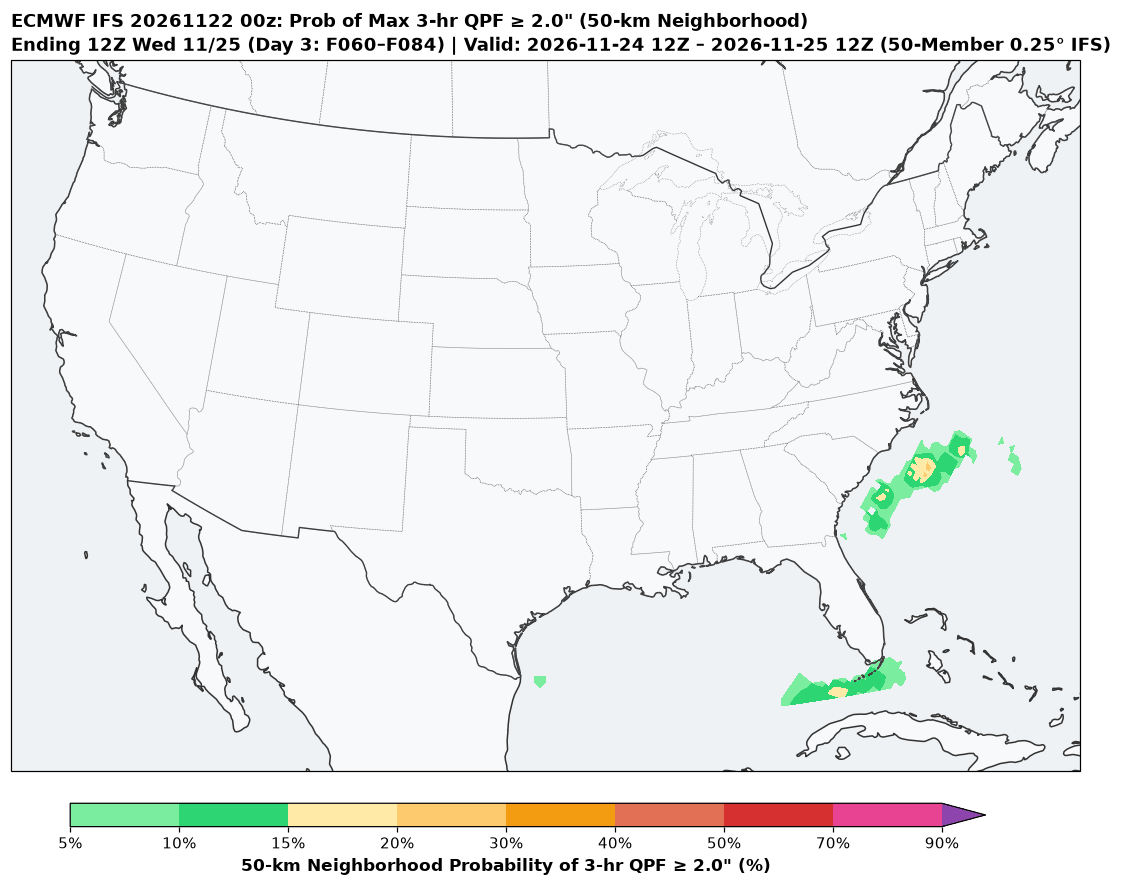 ECMWF IFS 20261122 00z: Prob of Max 3-hr QPF ≥ 2.0" (50-km Neighborhood)
Ending 12Z Wed 11/25 (Day 3: F060–F084) | Valid: 2026-11-24 12Z – 2026-11-25 12Z (50-Member 0.25° IFS)
5% 10% 15% 20% 30% 40% 50% 70% 90%
50-km Neighborhood Probability of 3-hr QPF ≥ 2.0" (%)